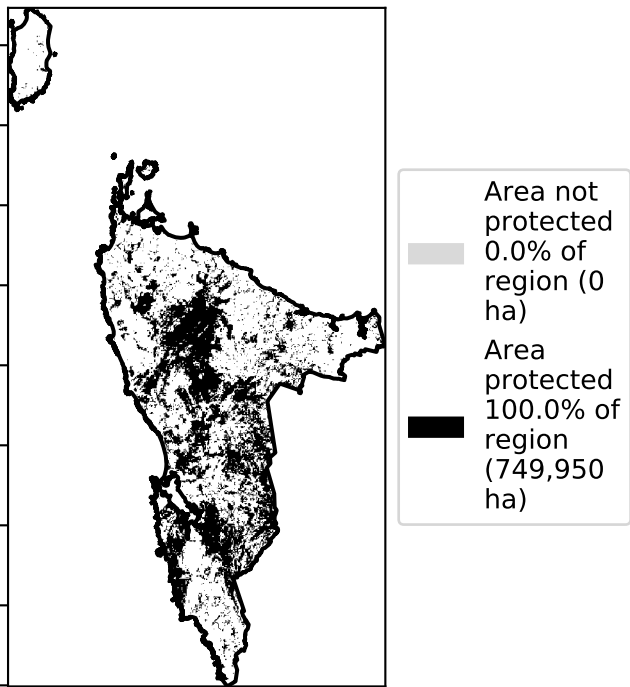 Area not
protected
0.0% of
region (0
ha)
Area
protected
100.0% of
region
(749,950
ha)